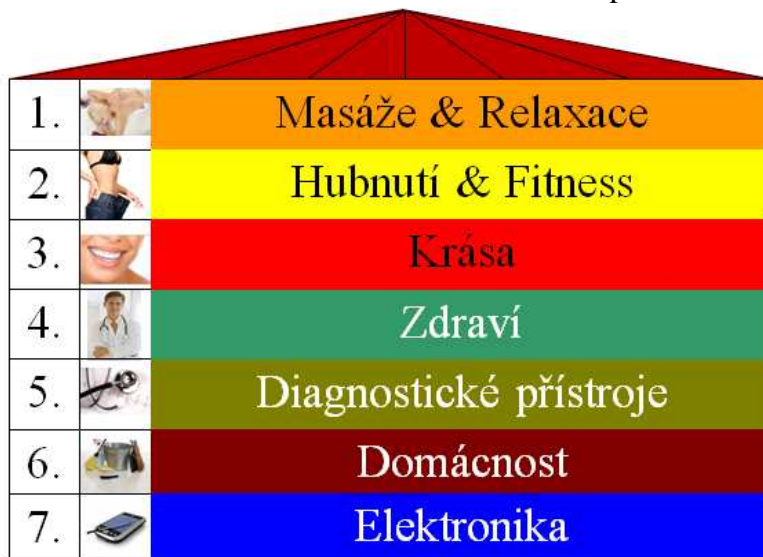 1. Masáže & Relaxace
2. Hubnutí & Fitness
3. Krása
4. Zdraví
5. Diagnostické přístroje
6. Domácnost
7. Elektronika